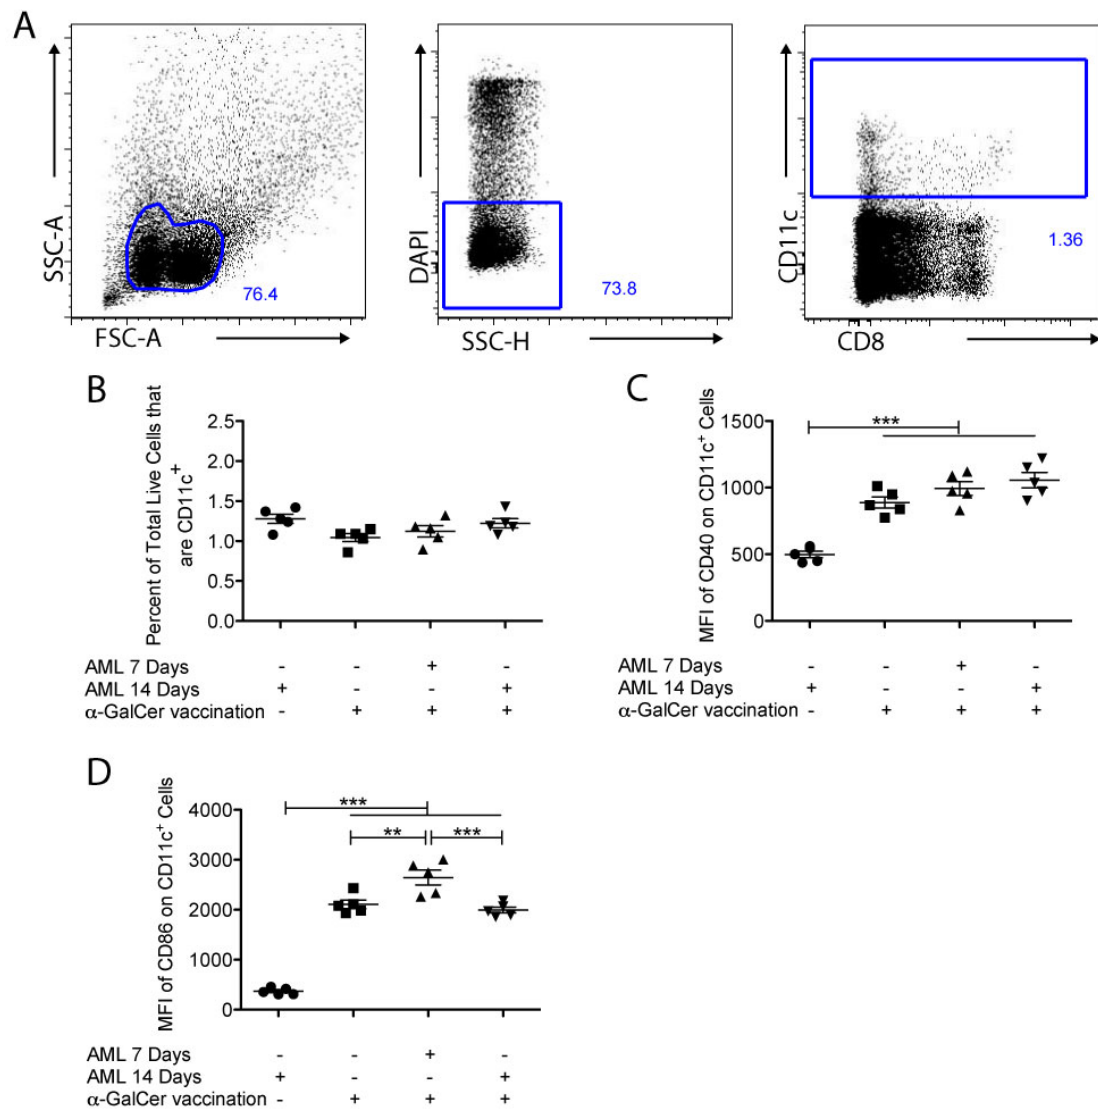 A
SSC-A
FSC-A
76.4
DAPI
SSC-H
73.8
CD11c
CD8
1.36
B
Percent of Total Live Cells that
are CD11c⁺
2.5
2.0
1.5
1.0
0.5
0.0
AML 7 Days - - + -
AML 14 Days + - - +
α-GalCer vaccination - + + +
C
MFI of CD40 on CD11c⁺ Cells
1500
1000
500
0
***
AML 7 Days - - + -
AML 14 Days + - - +
α-GalCer vaccination - + + +
D
MFI of CD86 on CD11c⁺ Cells
4000
3000
2000
1000
0
***
** ***
AML 7 Days - - + -
AML 14 Days + - - +
α-GalCer vaccination - + + +